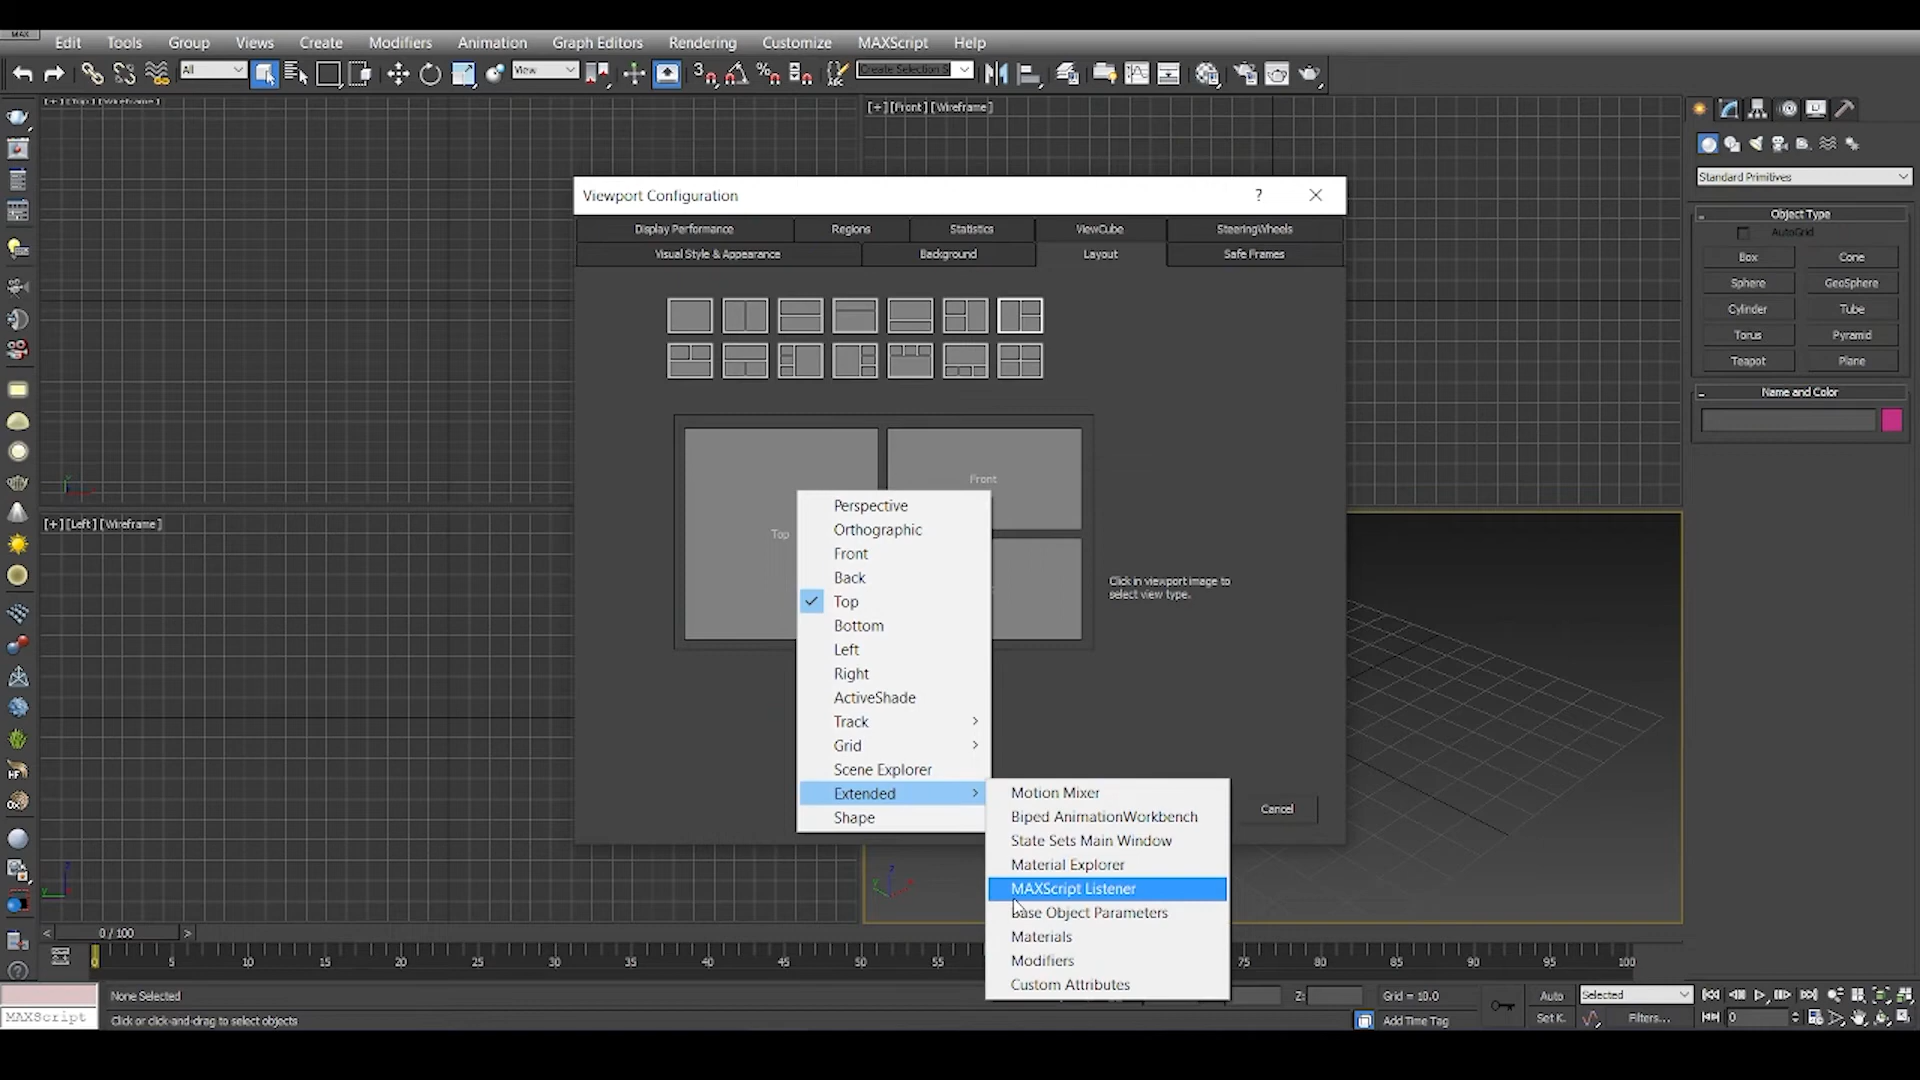 MAX
Edit Tools Group Views Create Modifiers Animation Graph Editors Rendering Customize MAXScript Help
All
View
3
Create Selection S
[+] [Top] [Wireframe]
[+] [Front] [Wireframe]
Viewport Configuration
?
Display Performance Regions Statistics ViewCube SteeringWheels
Visual Style & Appearance Background Layout Safe Frames
Top
Front
Click in viewport image to
select view type.
Cancel
Perspective
Orthographic
Front
Back
Top
Bottom
Left
Right
ActiveShade
Track
Grid
Scene Explorer
Extended
Shape
Motion Mixer
Biped AnimationWorkbench
State Sets Main Window
Material Explorer
MAXScript Listener
Base Object Parameters
Materials
Modifiers
Custom Attributes
Standard Primitives
Object Type
AutoGrid
Box Cone
Sphere GeoSphere
Cylinder Tube
Torus Pyramid
Teapot Plane
Name and Color
[+] [Left] [Wireframe]
HF
OX
< 0 / 100 >
5 10 15 20 25 30 35 40 45 50 55 75 80 85 90 95 100
None Selected
Z:
Grid = 10.0
Auto
Selected
MAXScript
Click or click-and-drag to select objects
Add Time Tag
Set K.
Filters...
0